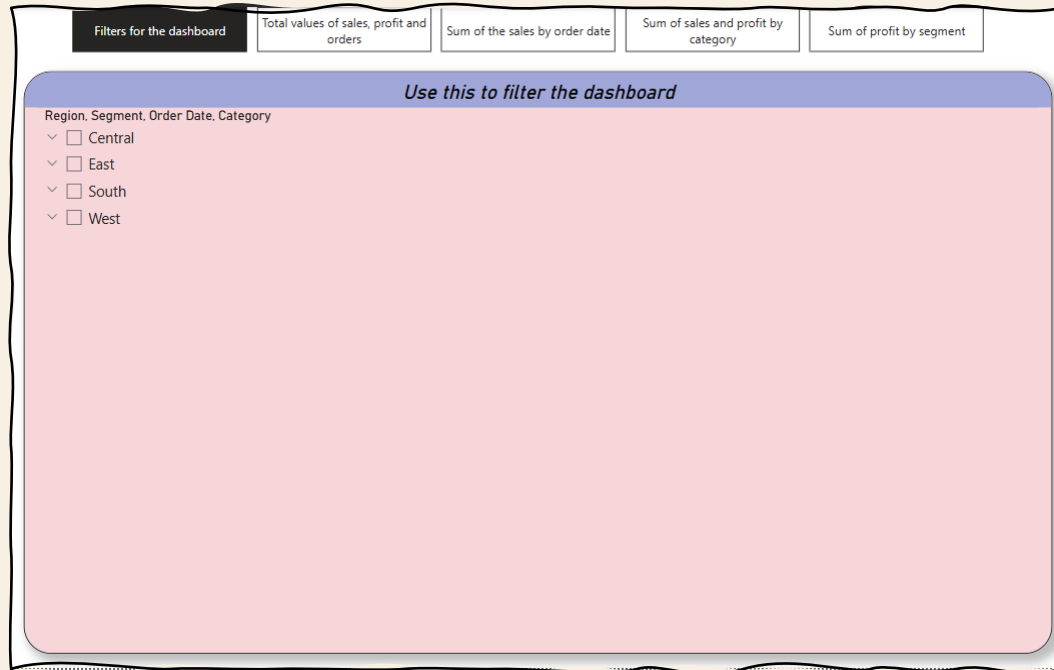 Filters for the dashboard
Total values of sales, profit and
orders
Sum of the sales by order date
Sum of sales and profit by
category
Sum of profit by segment
Use this to filter the dashboard
Region, Segment, Order Date, Category
Central
East
South
West